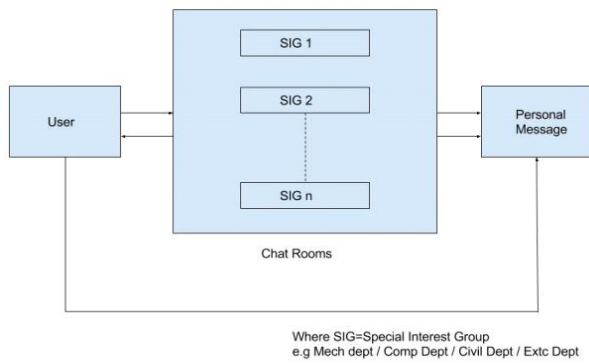 SIG 1
SIG 2
User
Personal
Message
SIG n
Chat Rooms
Where SIG=Special Interest Group
e.g Mech dept / Comp Dept / Civil Dept / Extc Dept